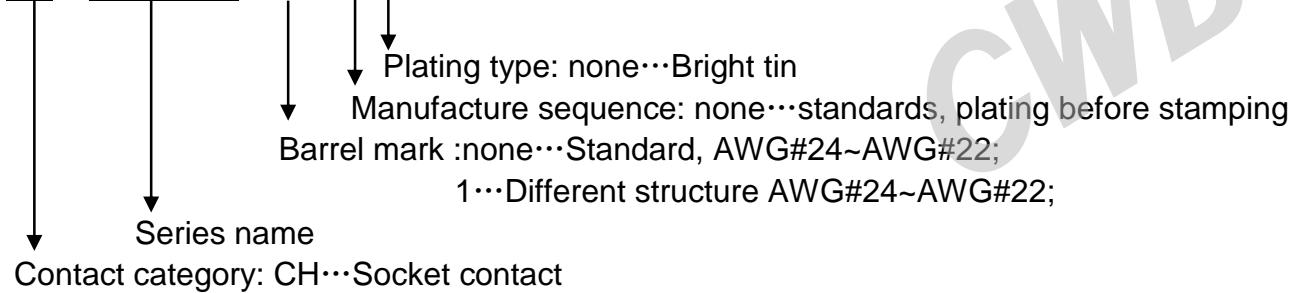 CWB
Plating type: none⋯Bright tin
Manufacture sequence: none⋯standards, plating before stamping
Barrel mark :none⋯Standard, AWG#24~AWG#22;
1⋯Different structure AWG#24~AWG#22;
Series name
Contact category: CH⋯Socket contact